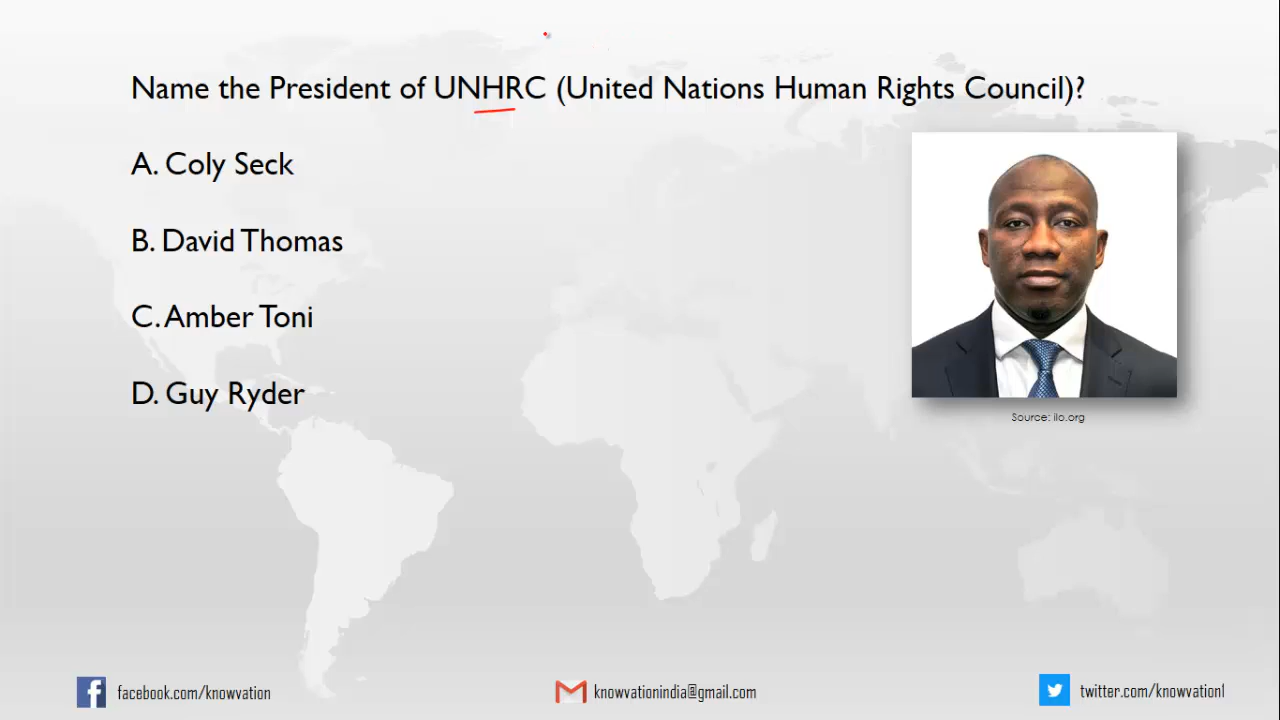 Name the President of UNHRC (United Nations Human Rights Council)?
A. Coly Seck
B. David Thomas
C. Amber Toni
D. Guy Ryder
Source: ilo.org
facebook.com/knowvation
knowvationindia@gmail.com
twitter.com/knowvation1